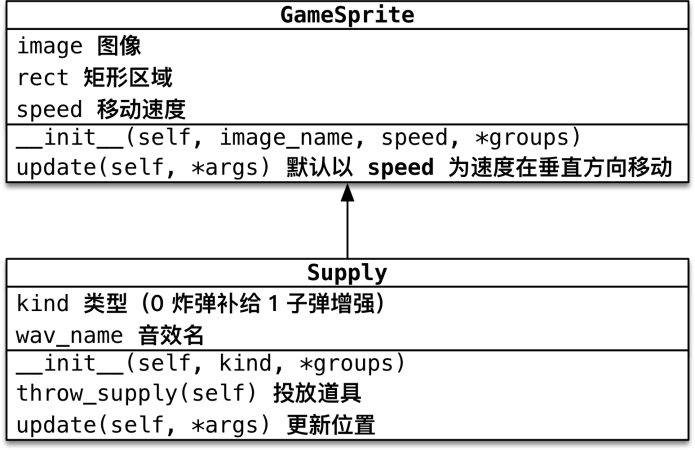 GameSprite
image 图像
rect 矩形区域
speed 移动速度
__init__(self, image_name, speed, *groups)
update(self, *args) 默认以 speed 为速度在垂直方向移动
Supply
kind 类型（0 炸弹补给 1 子弹增强）
wav_name 音效名
__init__(self, kind, *groups)
throw_supply(self) 投放道具
update(self, *args) 更新位置